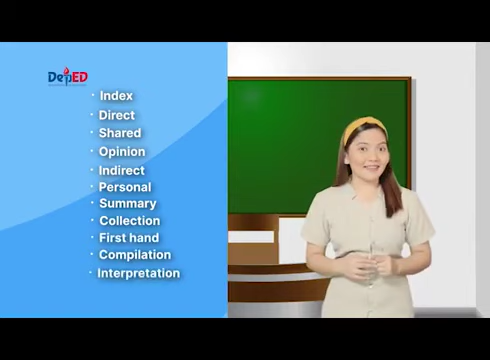 DepED
· Index
· Direct
· Shared
· Opinion
· Indirect
· Personal
· Summary
· Collection
· First hand
· Compilation
· Interpretation